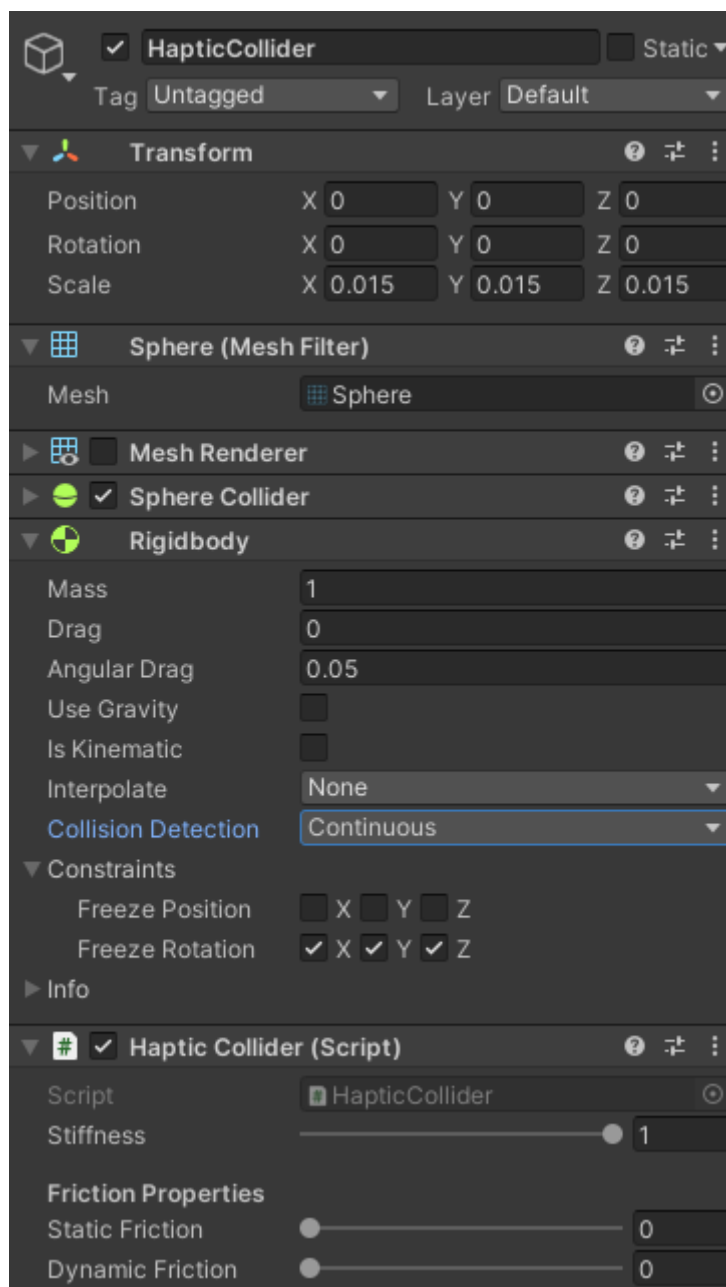 HapticCollider Static
Tag Untagged Layer Default
Transform
Position X 0 Y 0 Z 0
Rotation X 0 Y 0 Z 0
Scale X 0.015 Y 0.015 Z 0.015
Sphere (Mesh Filter)
Mesh Sphere
Mesh Renderer
Sphere Collider
Rigidbody
Mass 1
Drag 0
Angular Drag 0.05
Use Gravity
Is Kinematic
Interpolate None
Collision Detection Continuous
Constraints
Freeze Position X Y Z
Freeze Rotation X Y Z
Info
# Haptic Collider (Script)
Script # HapticCollider
Stiffness 1
Friction Properties
Static Friction 0
Dynamic Friction 0